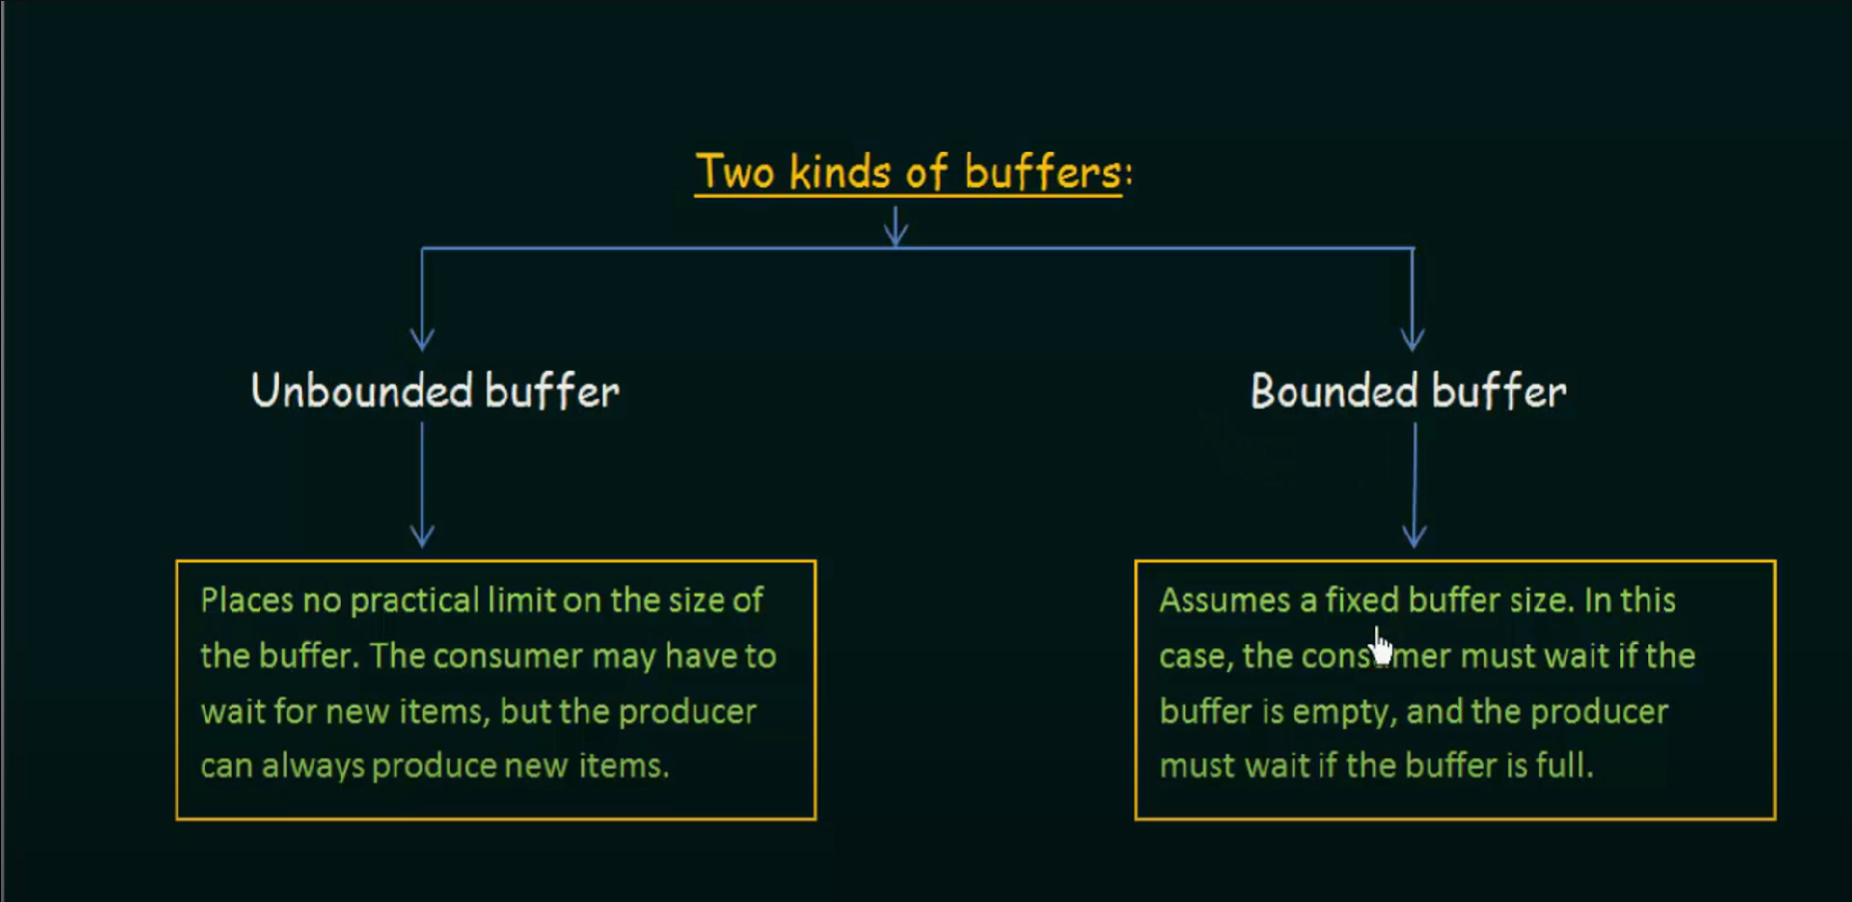 Two kinds of buffers:
Unbounded buffer
Bounded buffer
Places no practical limit on the size of
the buffer. The consumer may have to
wait for new items, but the producer
can always produce new items.
Assumes a fixed buffer size. In this
case, the consumer must wait if the
buffer is empty, and the producer
must wait if the buffer is full.